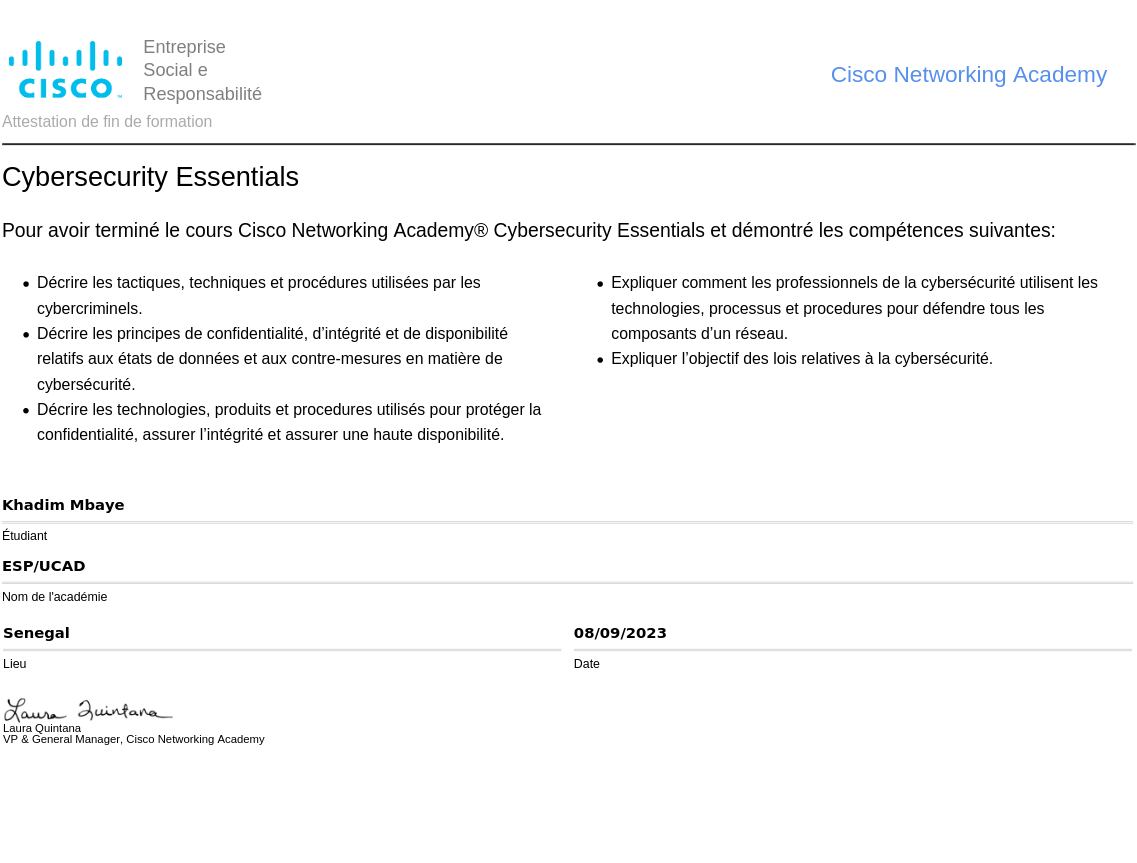 CISCO
Entreprise
Social e
Responsabilité
Cisco Networking Academy
Attestation de fin de formation
Cybersecurity Essentials
Pour avoir terminé le cours Cisco Networking Academy® Cybersecurity Essentials et démontré les compétences suivantes:
• Décrire les tactiques, techniques et procédures utilisées par les
cybercriminels.
• Décrire les principes de confidentialité, d’intégrité et de disponibilité
relatifs aux états de données et aux contre-mesures en matière de
cybersécurité.
• Décrire les technologies, produits et procedures utilisés pour protéger la
confidentialité, assurer l’intégrité et assurer une haute disponibilité.
• Expliquer comment les professionnels de la cybersécurité utilisent les
technologies, processus et procedures pour défendre tous les
composants d’un réseau.
• Expliquer l’objectif des lois relatives à la cybersécurité.
Khadim Mbaye
Étudiant
ESP/UCAD
Nom de l'académie
Senegal
Lieu
08/09/2023
Date
Laura Quintana
Laura Quintana
VP & General Manager, Cisco Networking Academy